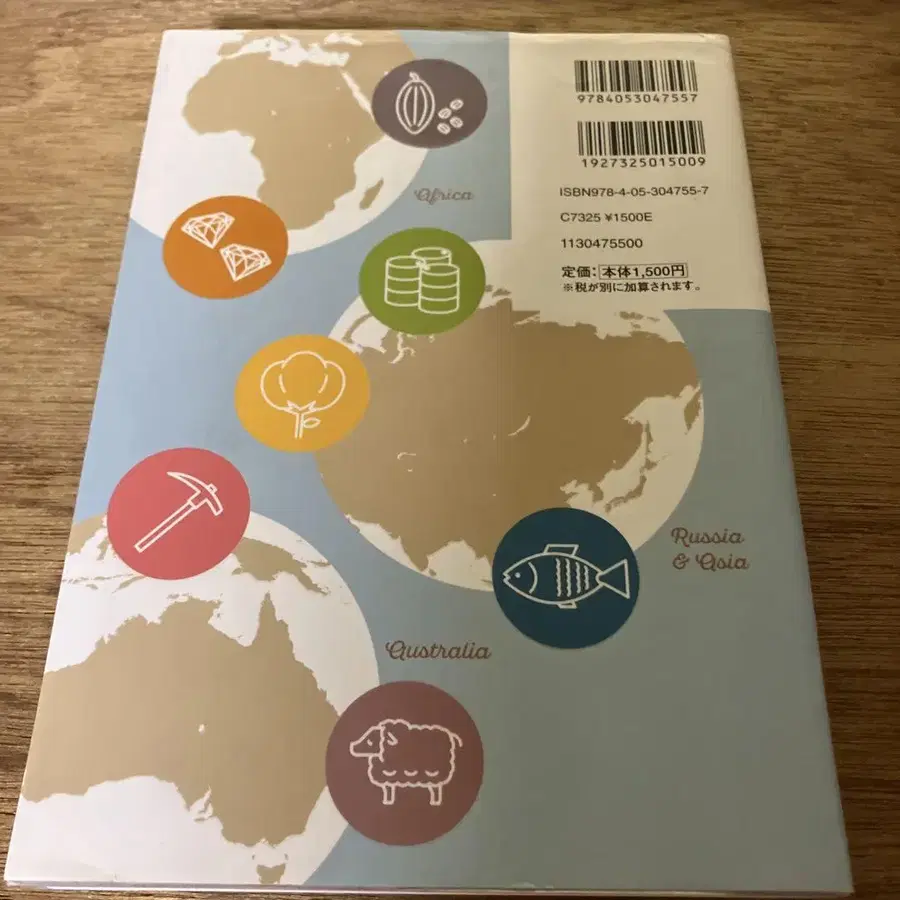 9784053047557
1927325015009
ISBN978-4-05-304755-7
C7325 ¥1500E
1130475500
定価:本体1,500円
※税が別に加算されます。
Africa
Russia
& Asia
Australia